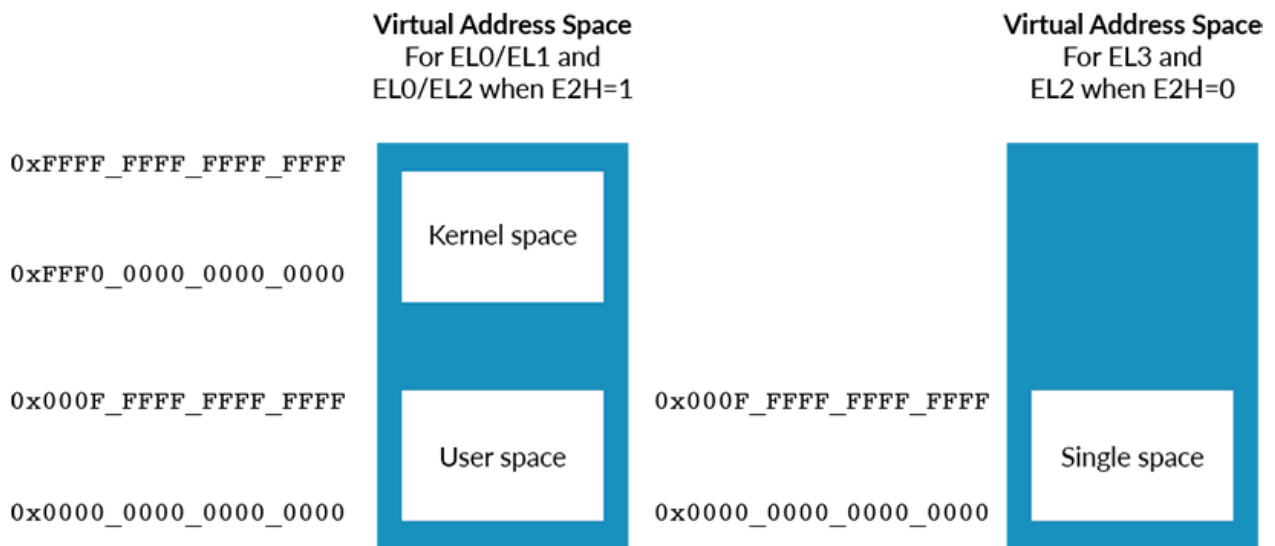 Virtual Address Space
For EL0/EL1 and
EL0/EL2 when E2H=1
Virtual Address Space
For EL3 and
EL2 when E2H=0
0xFFFF_FFFF_FFFF_FFFF
Kernel space
0xFFF0_0000_0000_0000
0x000F_FFFF_FFFF_FFFF
User space
0x0000_0000_0000_0000
0x000F_FFFF_FFFF_FFFF
Single space
0x0000_0000_0000_0000